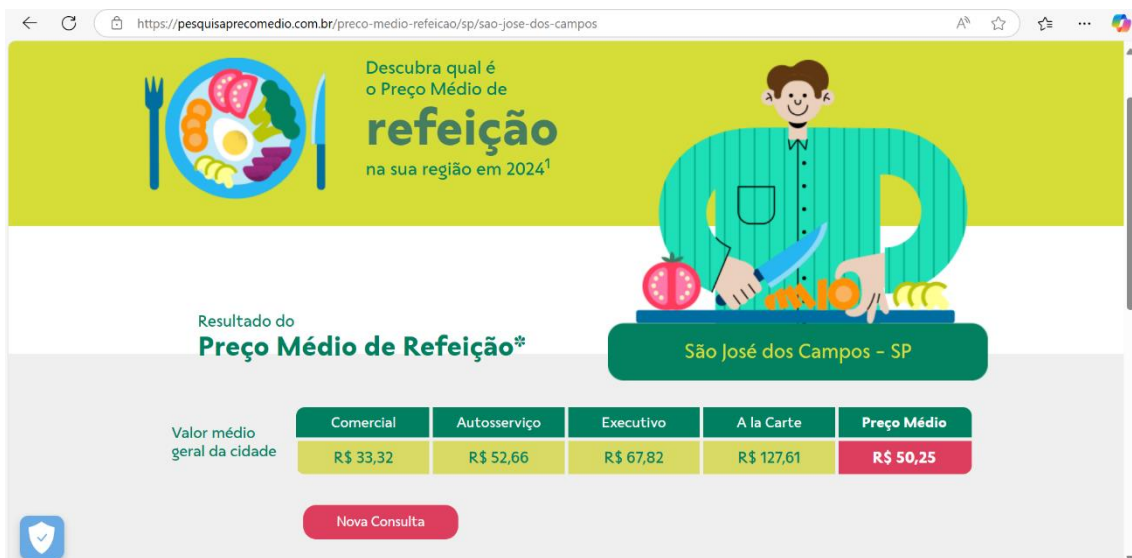 https://pesquisaprecomedio.com.br/preco-medio-refeicao/sp/sao-jose-dos-campos
Descubra qual é
o Preço Médio de
refeição
na sua região em 2024¹
Resultado do
Preço Médio de Refeição*
São José dos Campos - SP
Comercial Autosserviço Executivo A la Carte Preço Médio
Valor médio
geral da cidade
R$ 33,32 R$ 52,66 R$ 67,82 R$ 127,61 R$ 50,25
Nova Consulta